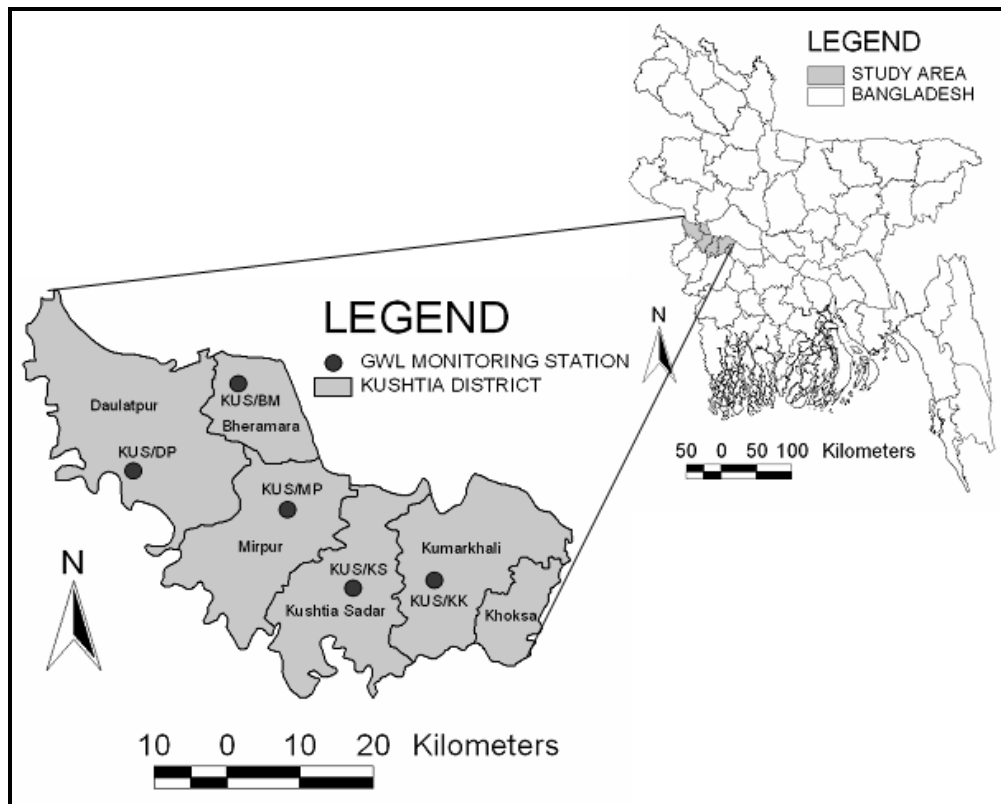 LEGEND
STUDY AREA
BANGLADESH
N
50 0 50 100 Kilometers
LEGEND
GWL MONITORING STATION
KUSHTIA DISTRICT
Daulatpur
KUS/BM
Bheramara
KUS/DP
KUS/MP
Mirpur
Kumarkhali
KUS/KS
Kushtia Sadar
KUS/KK
Khoksa
N
10 0 10 20 Kilometers